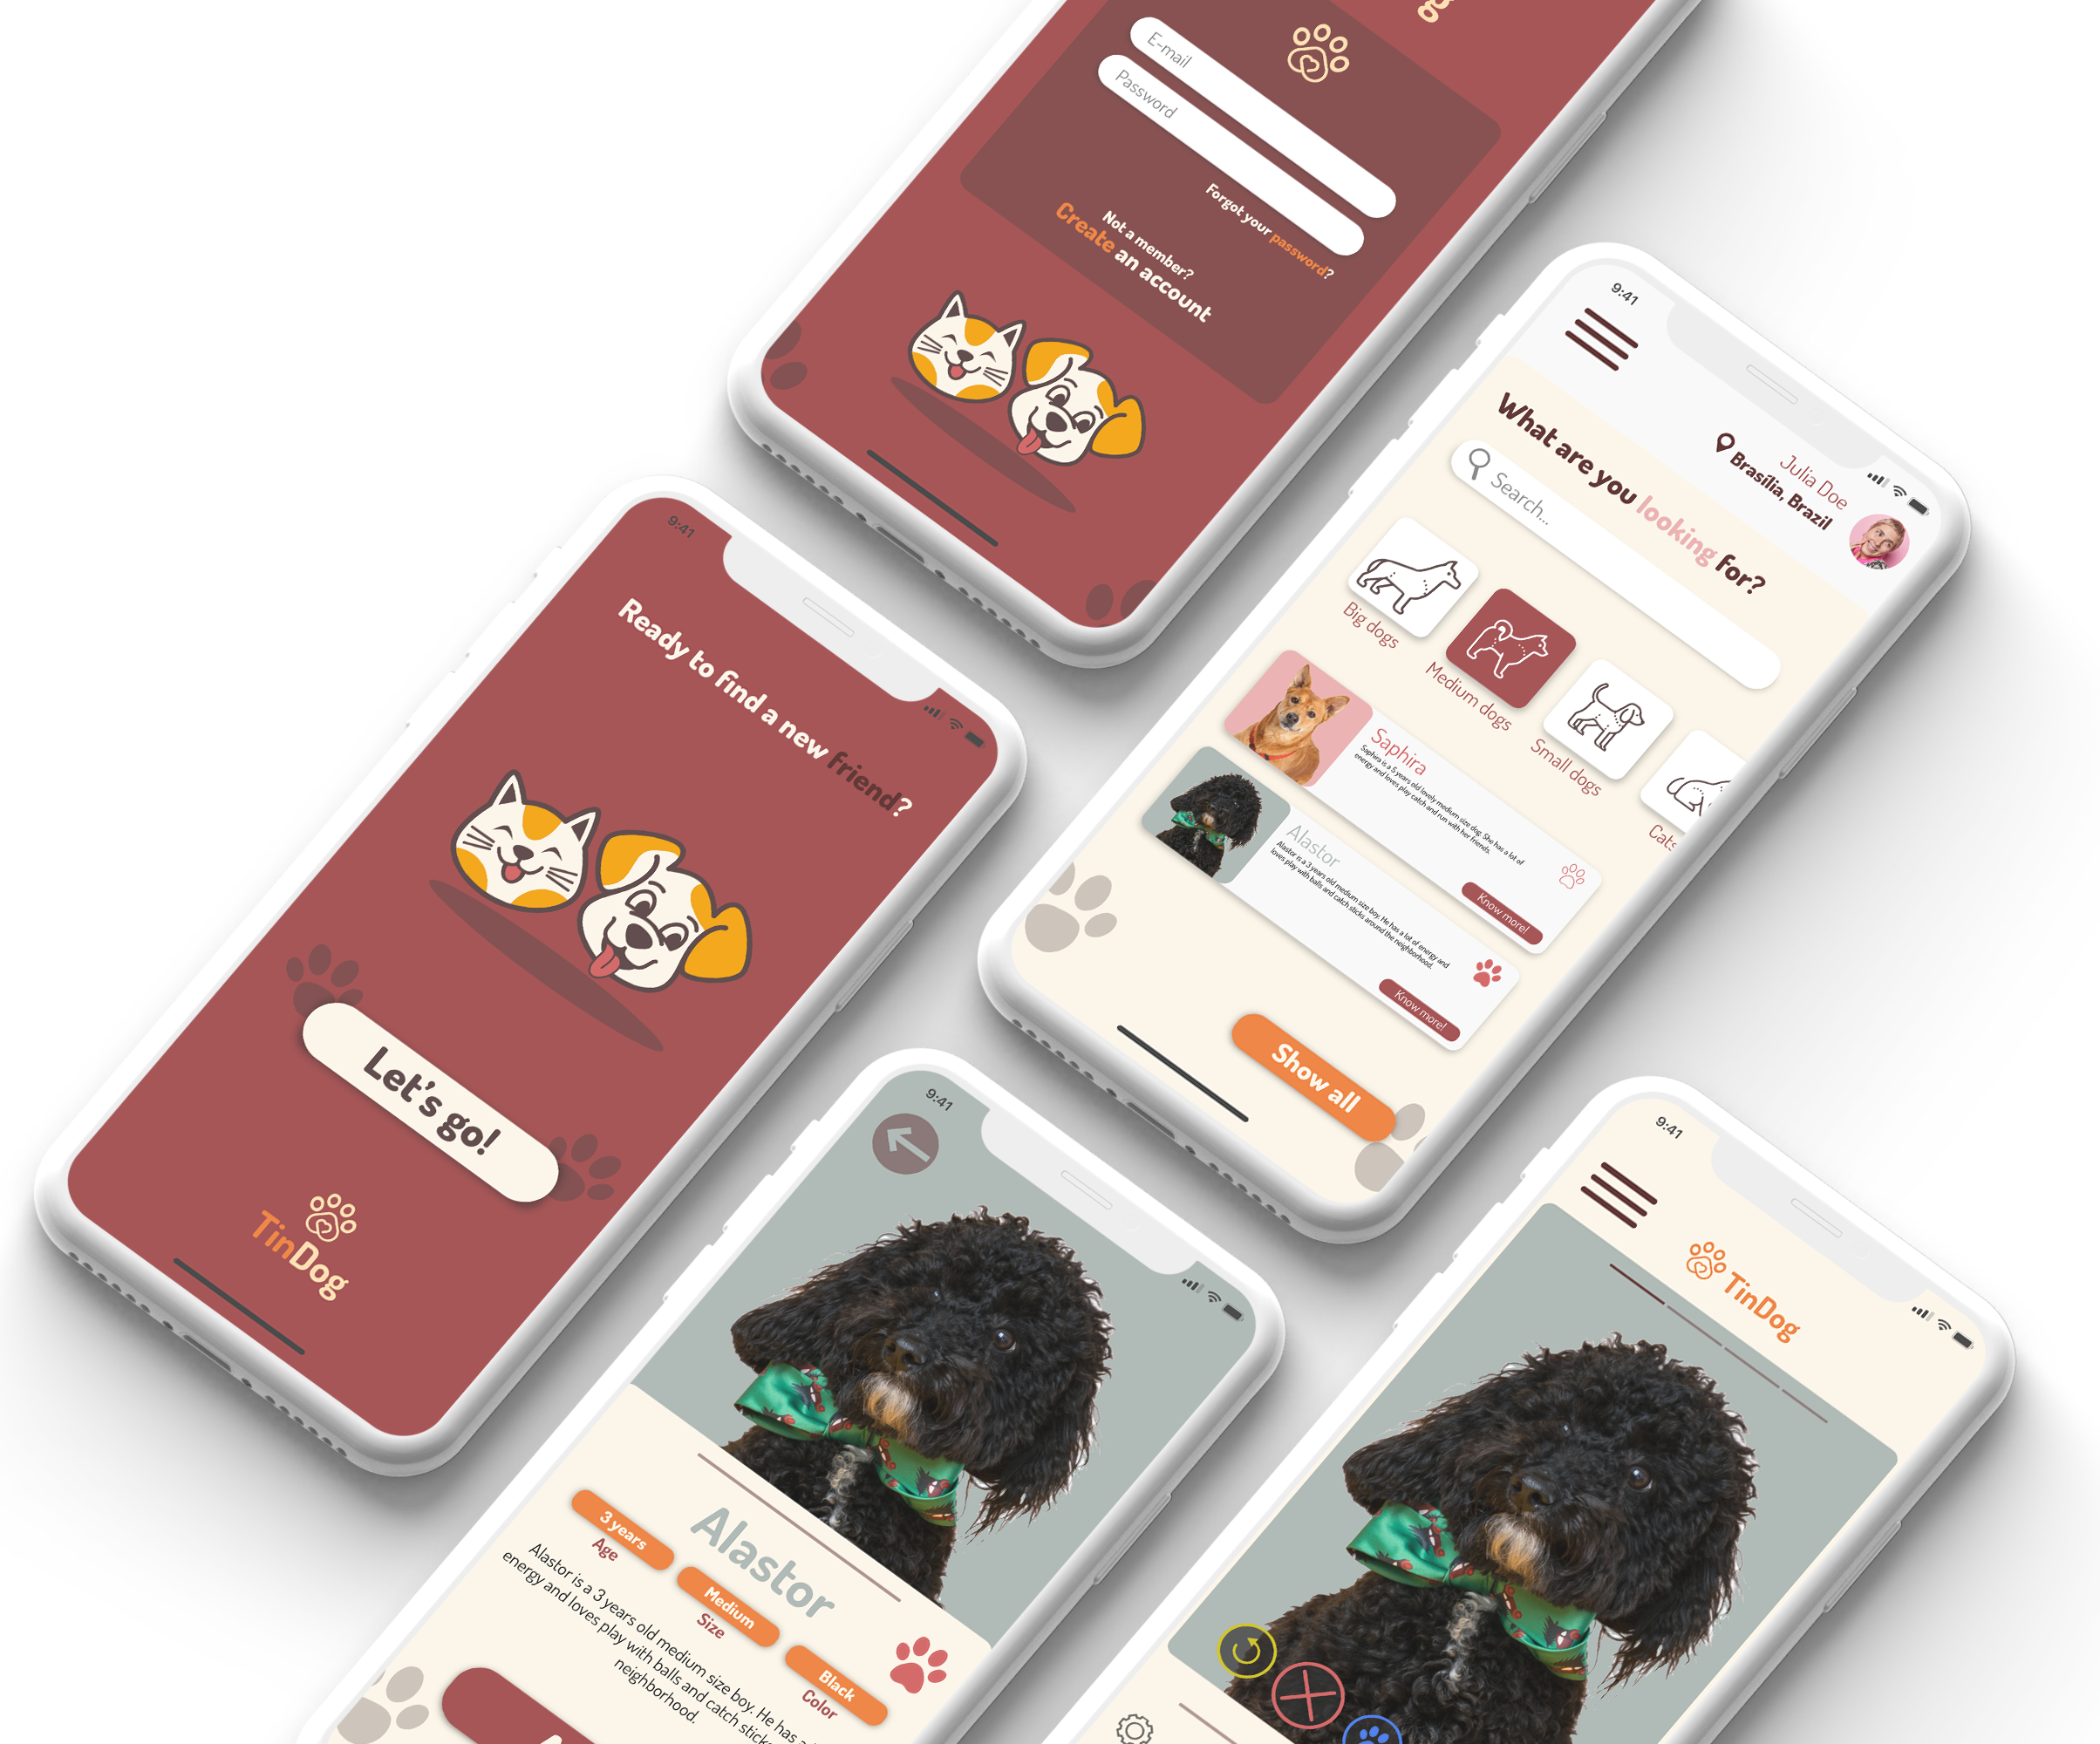 E-mail
Password
Forgot your password?
Not a member?
Create an account
9:41
Julia Doe
Brasília, Brazil
What are you looking for?
Search...
Big dogs
Medium dogs
Small dogs
Cats
Saphira
Saphira is a 5 years old lovely medium size dog. She has a lot of
energy and loves play catch and run with her friends.
Know more!
Alastor
Alastor is a 3 years old medium size boy. He has a lot of energy and
loves play with balls and catch sticks around the neighborhood.
Know more!
Show all
9:41
Ready to find a new friend?
Let's go!
TinDog
9:41
Alastor
3 years
Age
Medium
Size
Black
Color
Alastor is a 3 years old medium size boy. He has a
energy and loves play with balls and catch sticks
neighborhood.
9:41
TinDog